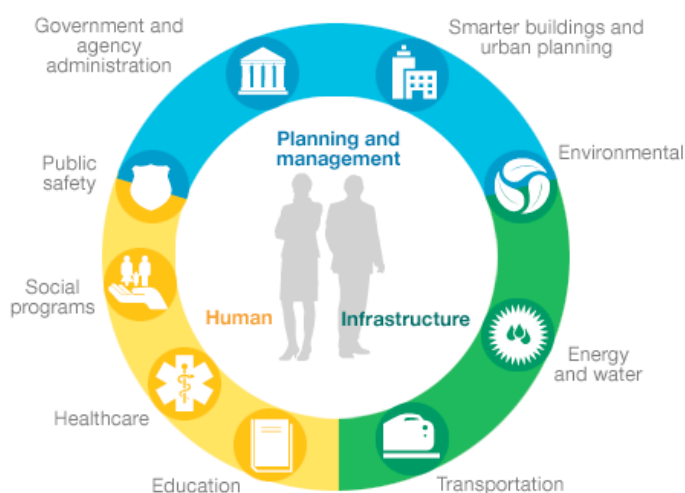 Government and
agency
administration
Smarter buildings and
urban planning
Planning and
management
Public
safety
Environmental
Social
programs
Human
Infrastructure
Energy
and water
Healthcare
Education
Transportation